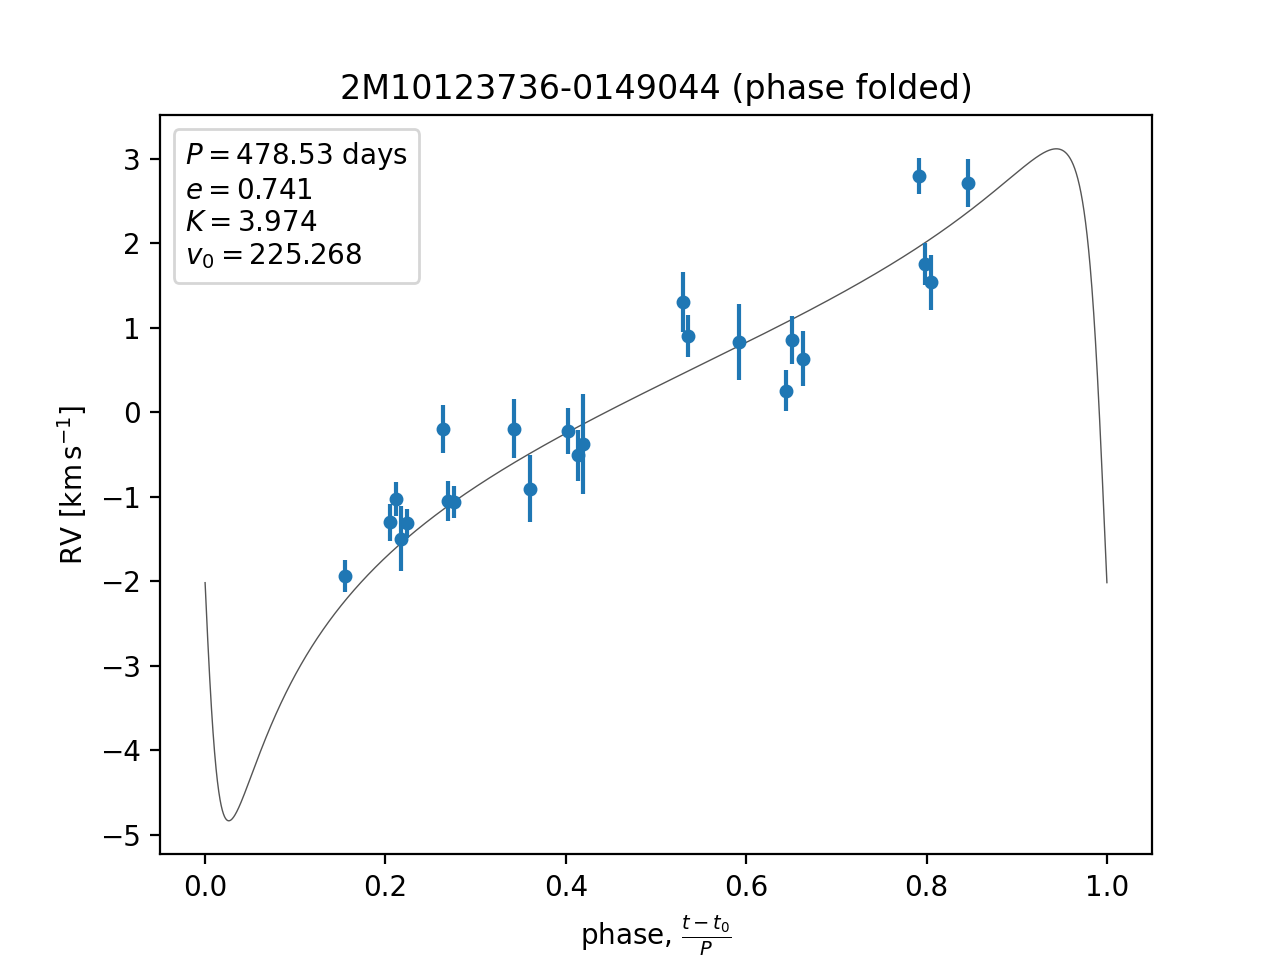 2M10123736-0149044 (phase folded)
P = 478.53 days
e = 0.741
K = 3.974
v₀ = 225.268
3
2
1
0
−1
−2
−3
−4
−5
RV [km s⁻¹]
0.0 0.2 0.4 0.6 0.8 1.0
phase, (t − t₀)/P